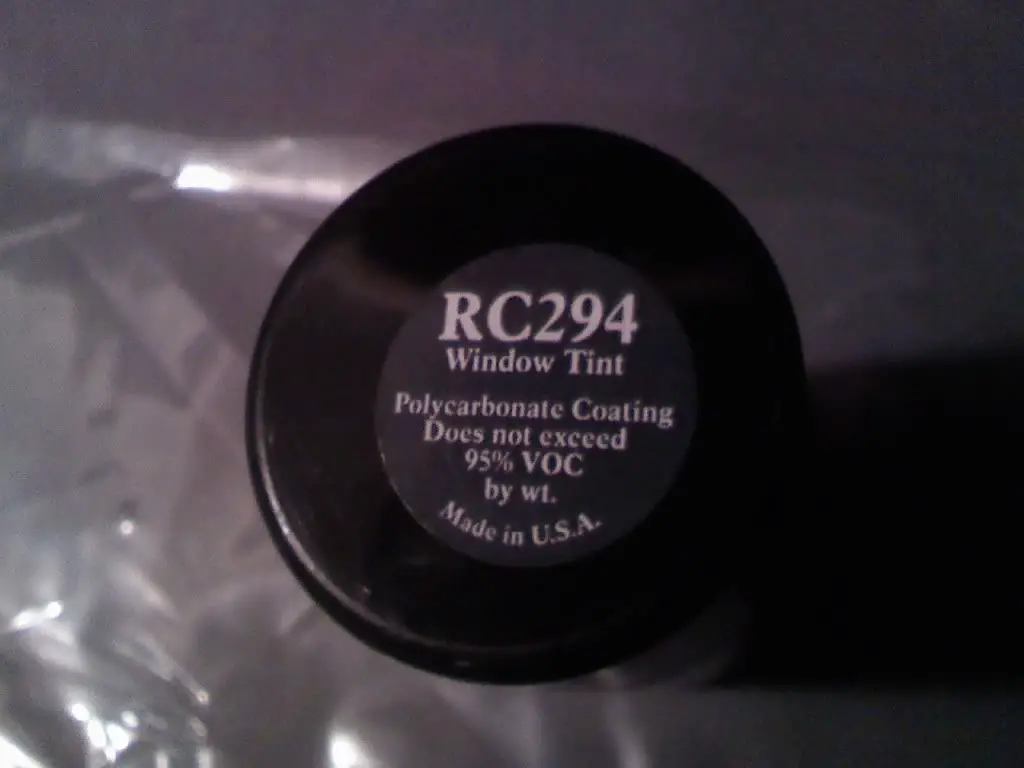 RC294
Window Tint
Polycarbonate Coating
Does not exceed
95% VOC
by wt.
Made in U.S.A.